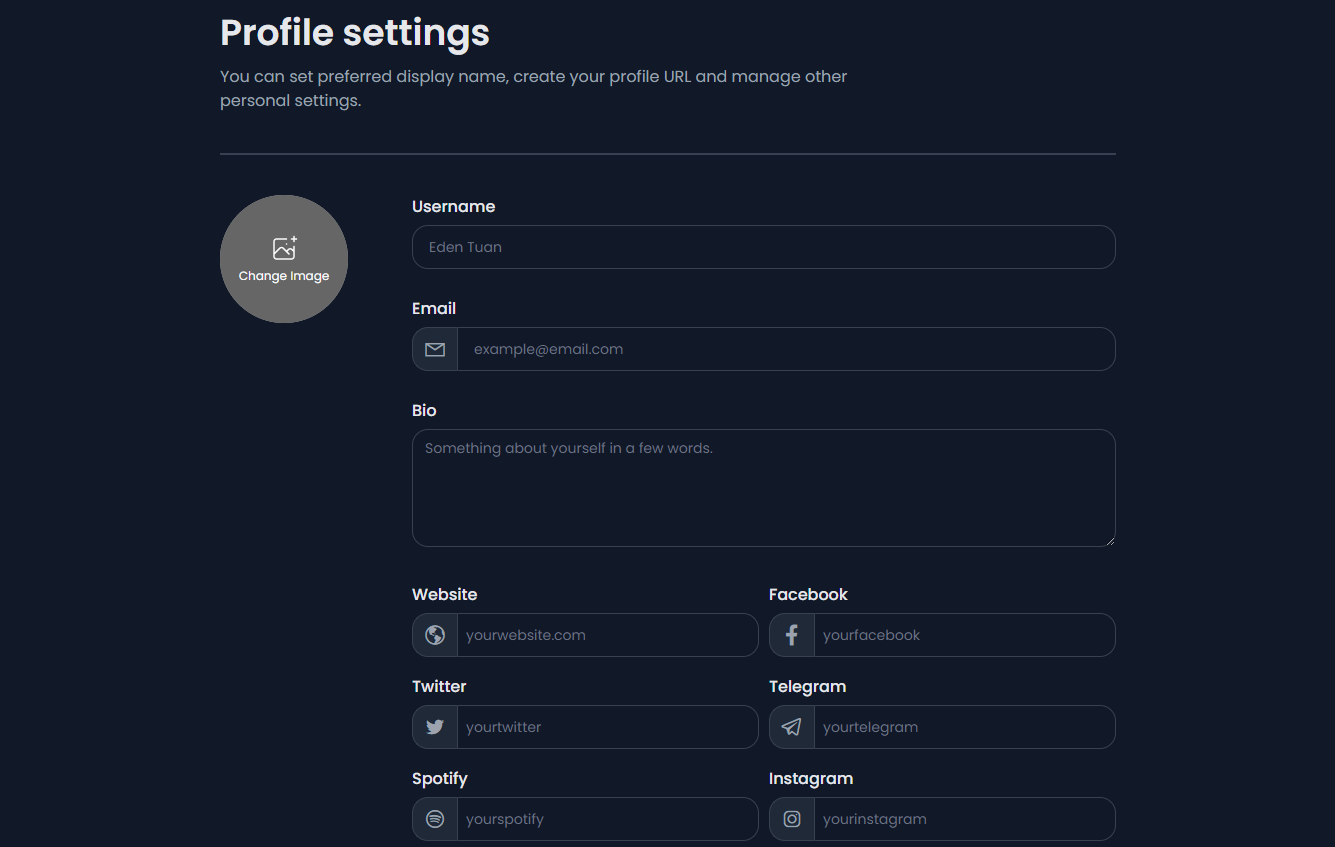 Profile settings
You can set preferred display name, create your profile URL and manage other
personal settings.
Change Image
Username
Eden Tuan
Email
example@email.com
Bio
Something about yourself in a few words.
Website
Facebook
yourwebsite.com
yourfacebook
Twitter
Telegram
yourtwitter
yourtelegram
Spotify
Instagram
yourspotify
yourinstagram